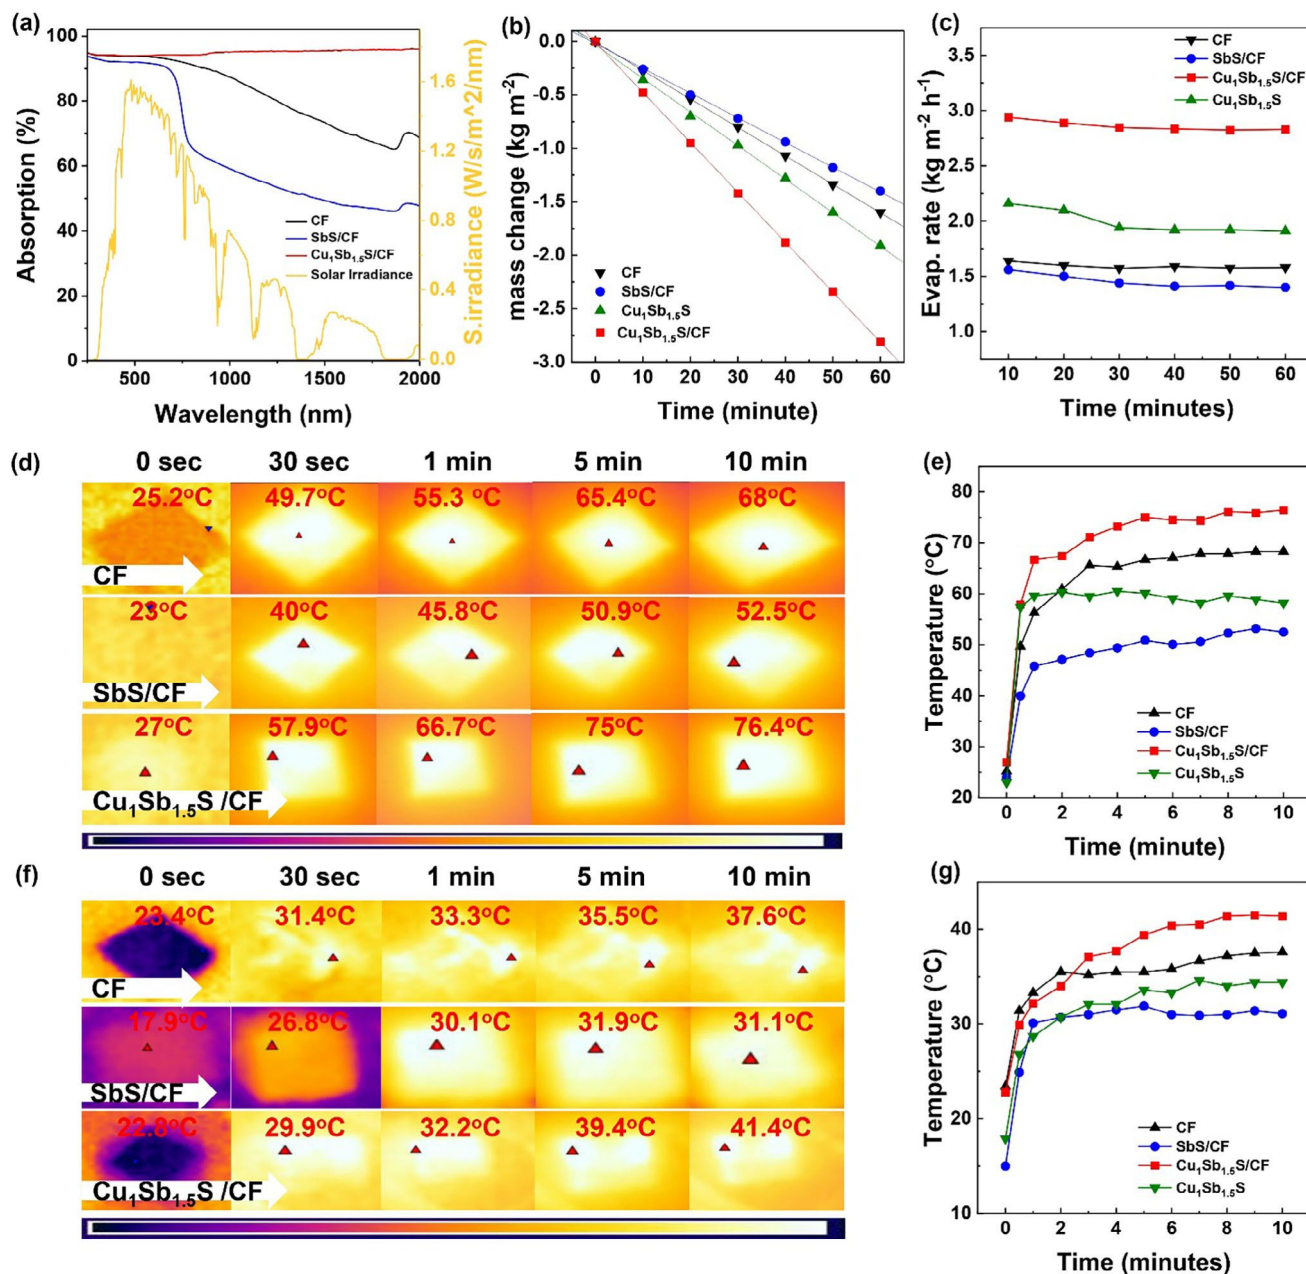 (a)
Absorption (%)
100
80
60
40
20
0
500
1000
1500
2000
Wavelength (nm)
S.irradiance (W/s/m^2/nm)
1.6
1.2
0.8
0.4
0.0
CF
SbS/CF
Cu₁Sb₁.₅S/CF
Solar Irradiance
(b)
mass change (kg m⁻²)
0.0
-0.5
-1.0
-1.5
-2.0
-2.5
-3.0
0 10 20 30 40 50 60
Time (minute)
CF
SbS/CF
Cu₁Sb₁.₅S
Cu₁Sb₁.₅S/CF
(c)
Evap. rate (kg m⁻² h⁻¹)
3.5
3.0
2.5
2.0
1.5
1.0
10 20 30 40 50 60
Time (minutes)
CF
SbS/CF
Cu₁Sb₁.₅S/CF
Cu₁Sb₁.₅S
(d)
0 sec 30 sec 1 min 5 min 10 min
25.2°C 49.7°C 55.3 °C 65.4°C 68°C
CF
23°C 40°C 45.8°C 50.9°C 52.5°C
SbS/CF
27°C 57.9°C 66.7°C 75°C 76.4°C
Cu₁Sb₁.₅S /CF
(e)
Temperature (°C)
80
70
60
50
40
30
20
0 2 4 6 8 10
Time (minute)
CF
SbS/CF
Cu₁Sb₁.₅S/CF
Cu₁Sb₁.₅S
(f)
0 sec 30 sec 1 min 5 min 10 min
23.4°C 31.4°C 33.3°C 35.5°C 37.6°C
CF
17.9°C 26.8°C 30.1°C 31.9°C 31.1°C
SbS/CF
22.8°C 29.9°C 32.2°C 39.4°C 41.4°C
Cu₁Sb₁.₅S /CF
(g)
Temperature (°C)
40
30
20
10
0 2 4 6 8 10
Time (minutes)
CF
SbS/CF
Cu₁Sb₁.₅S/CF
Cu₁Sb₁.₅S